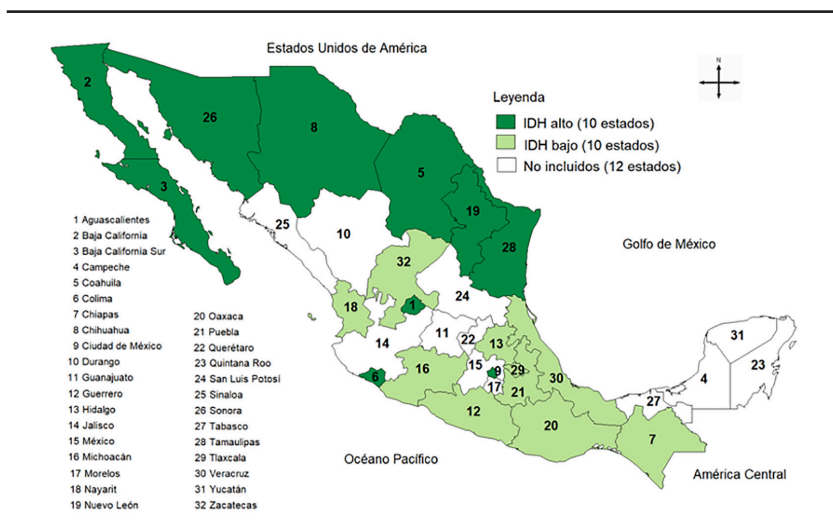 Estados Unidos de América
N
Leyenda
IDH alto (10 estados)
IDH bajo (10 estados)
No incluidos (12 estados)
2
26
8
5
3
19
25
10
28
Golfo de México
32
24
1
18
14
11
22
13
31
23
4
6
16
15
9
29
17
21
30
27
12
20
7
1 Aguascalientes
2 Baja California
3 Baja California Sur
4 Campeche
5 Coahuila
6 Colima
7 Chiapas
8 Chihuahua
9 Ciudad de México
10 Durango
11 Guanajuato
12 Guerrero
13 Hidalgo
14 Jalisco
15 México
16 Michoacán
17 Morelos
18 Nayarit
19 Nuevo León
20 Oaxaca
21 Puebla
22 Querétaro
23 Quintana Roo
24 San Luis Potosí
25 Sinaloa
26 Sonora
27 Tabasco
28 Tamaulipas
29 Tlaxcala
30 Veracruz
31 Yucatán
32 Zacatecas
Océano Pacífico
América Central